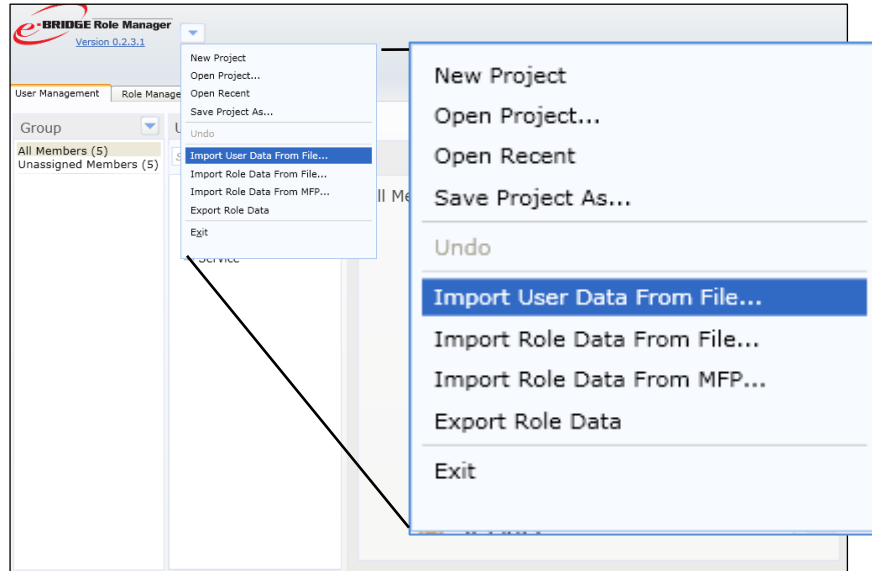 e-BRIDGE Role Manager
Version 0.2.3.1
User Management
Role Manage
Group
All Members (5)
Unassigned Members (5)
New Project
Open Project...
Open Recent
Save Project As...
Undo
Import User Data From File...
Import Role Data From File...
Import Role Data From MFP...
Export Role Data
Exit
Service
ll Me
New Project
Open Project...
Open Recent
Save Project As...
Undo
Import User Data From File...
Import Role Data From File...
Import Role Data From MFP...
Export Role Data
Exit